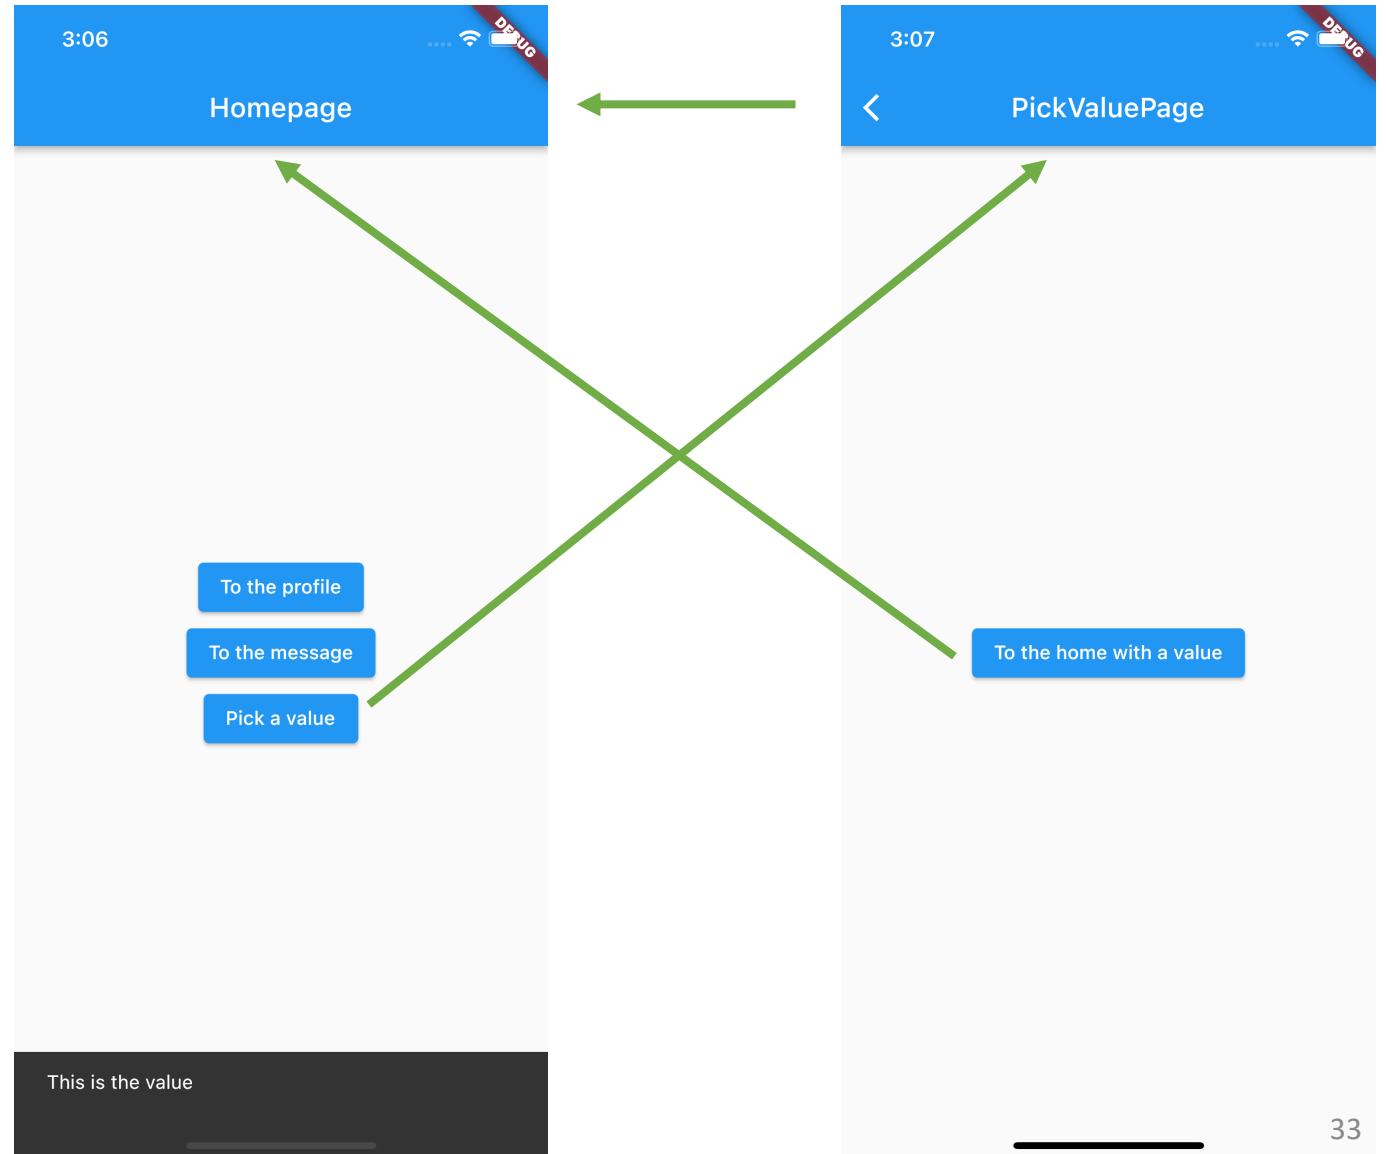 3:06
DEBUG
Homepage
To the profile
To the message
Pick a value
This is the value
3:07
DEBUG
PickValuePage
To the home with a value
33